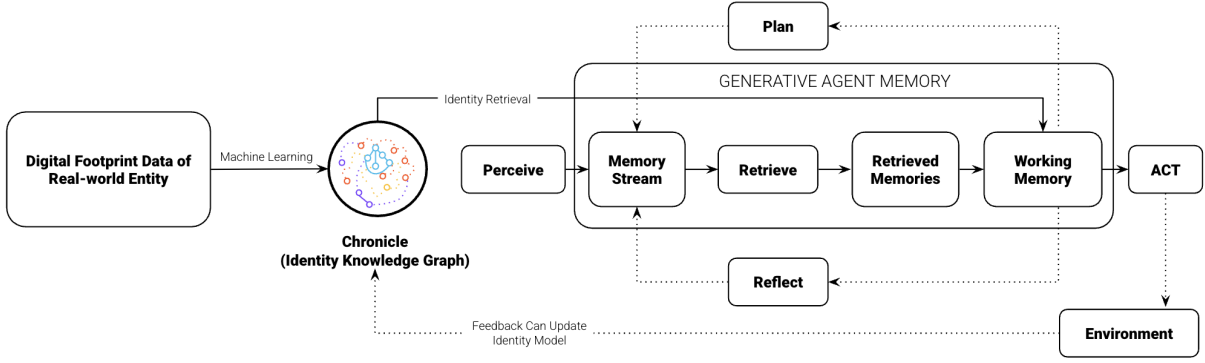 Plan
GENERATIVE AGENT MEMORY
Identity Retrieval
Digital Footprint Data of
Real-world Entity
Machine Learning
Perceive
Memory
Stream
Retrieve
Retrieved
Memories
Working
Memory
ACT
Chronicle
(Identity Knowledge Graph)
Reflect
Feedback Can Update
Identity Model
Environment